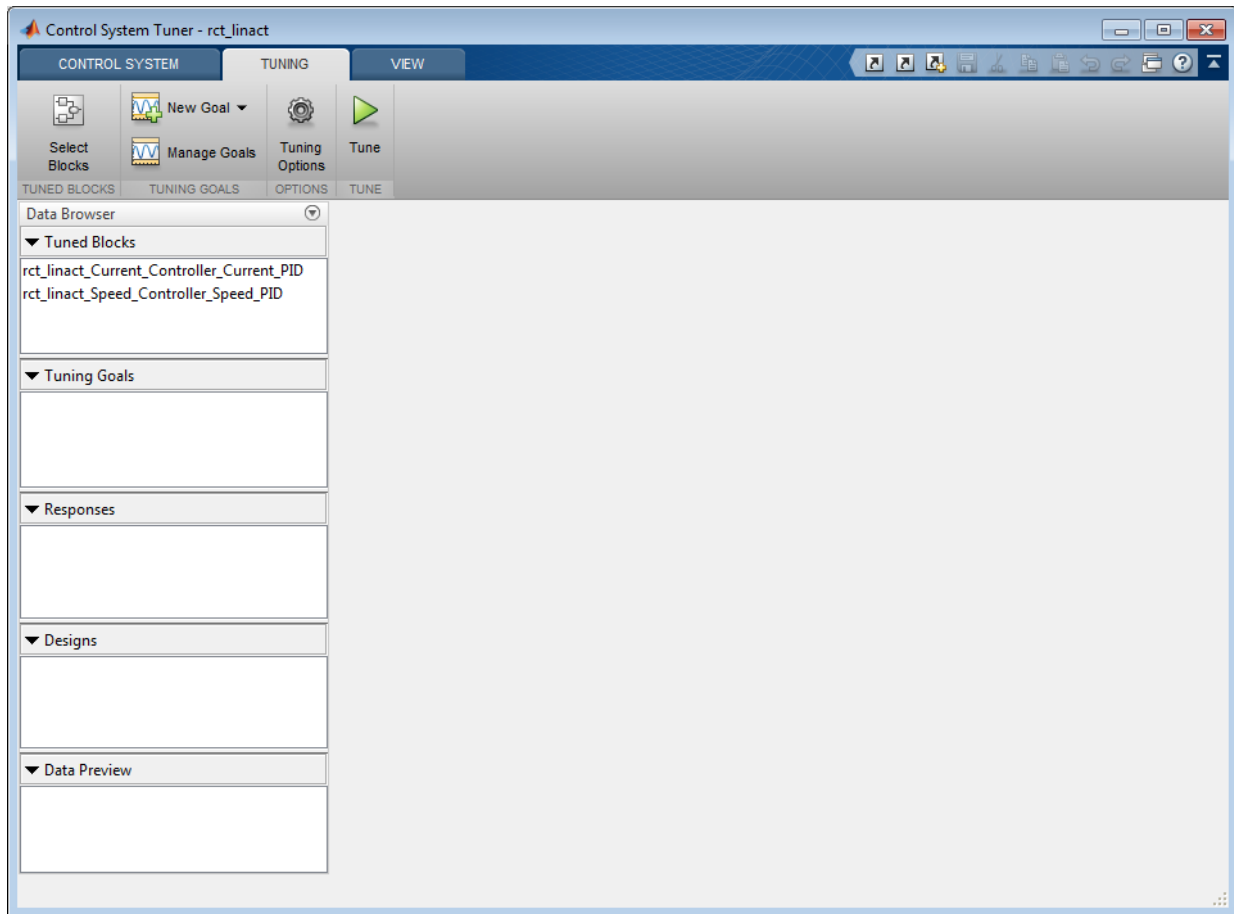 Control System Tuner - rct_linact
CONTROL SYSTEM
TUNING
VIEW
Select
Blocks
New Goal
Manage Goals
Tuning
Options
Tune
TUNED BLOCKS
TUNING GOALS
OPTIONS
TUNE
Data Browser
Tuned Blocks
rct_linact_Current_Controller_Current_PID
rct_linact_Speed_Controller_Speed_PID
Tuning Goals
Responses
Designs
Data Preview